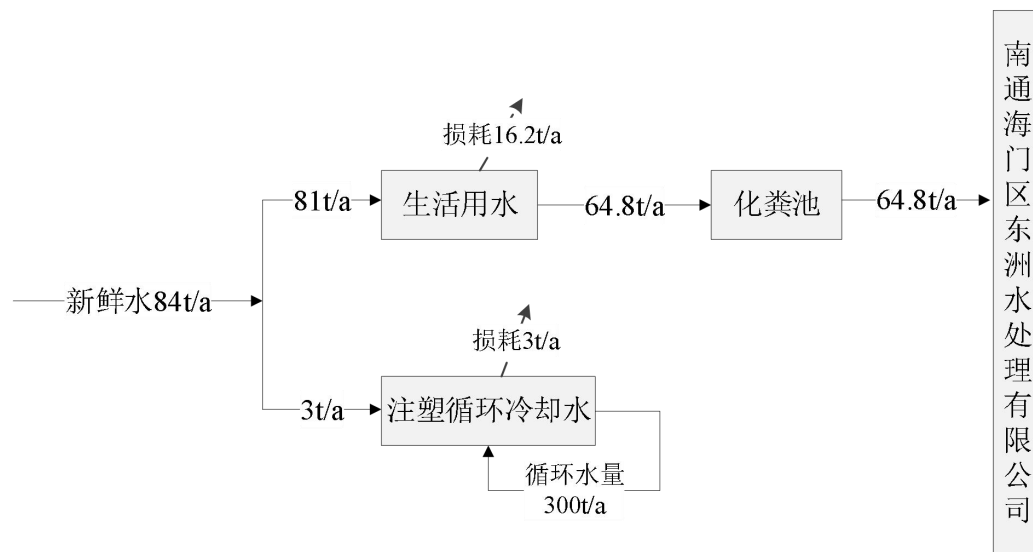 损耗16.2t/a
81t/a
生活用水
64.8t/a
化粪池
64.8t/a
新鲜水84t/a
损耗3t/a
3t/a
注塑循环冷却水
循环水量
300t/a
南通海门区东洲水处理有限公司